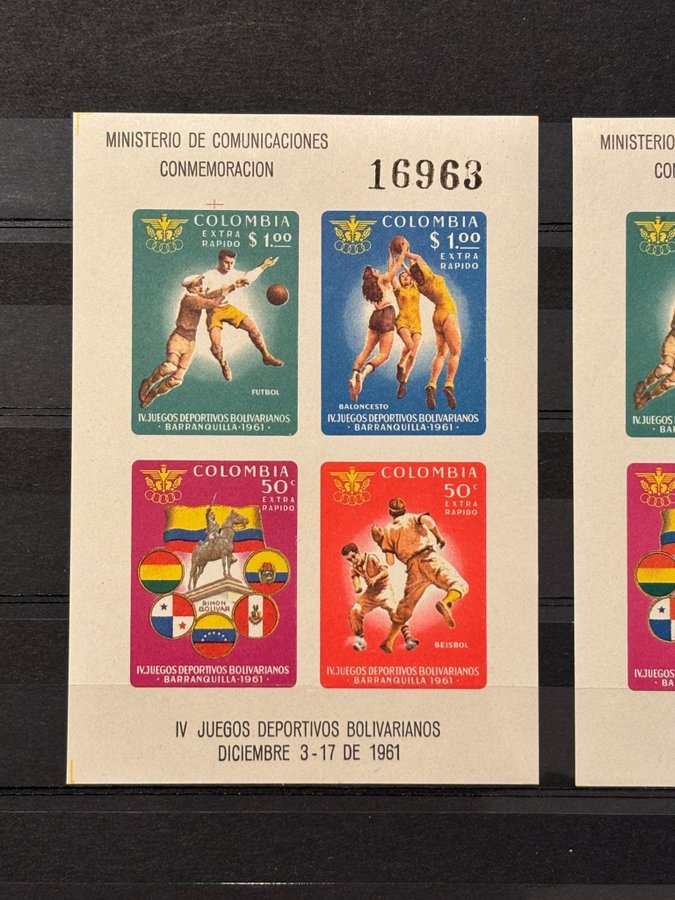 MINISTERIO DE COMUNICACIONES
CONMEMORACION
16963
COLOMBIA
EXTRA
RAPIDO
$1.00
FUTBOL
IV. JUEGOS DEPORTIVOS BOLIVARIANOS
· BARRANQUILLA·1961 ·
COLOMBIA
$1.00
EXTRA
RAPIDO
BALONCESTO
IV. JUEGOS DEPORTIVOS BOLIVARIANOS
· BARRANQUILLA·1961 ·
COLOMBIA
50c
EXTRA
RAPIDO
SIMON
BOLIVAR
IV. JUEGOS DEPORTIVOS BOLIVARIANOS
· BARRANQUILLA·1961 ·
COLOMBIA
50c
EXTRA
RAPIDO
BEISBOL
IV. JUEGOS DEPORTIVOS BOLIVARIANOS
· BARRANQUILLA 1961 ·
IV JUEGOS DEPORTIVOS BOLIVARIANOS
DICIEMBRE 3-17 DE 1961
MINISTERIO